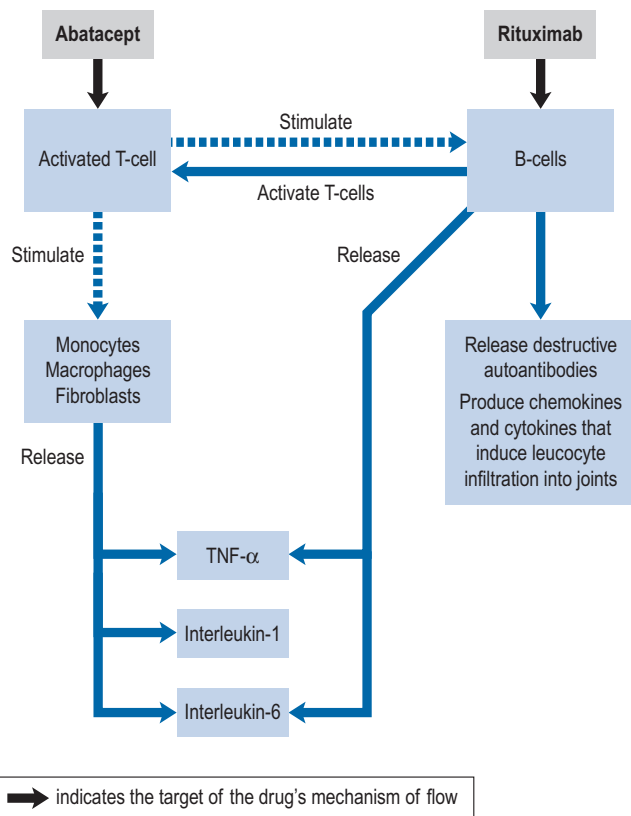 Abatacept
Rituximab
Stimulate
Activated T-cell
B-cells
Activate T-cells
Stimulate
Release
Monocytes
Macrophages
Fibroblasts
Release destructive
autoantibodies
Produce chemokines
and cytokines that
induce leucocyte
infiltration into joints
Release
TNF-α
Interleukin-1
Interleukin-6
indicates the target of the drug's mechanism of flow